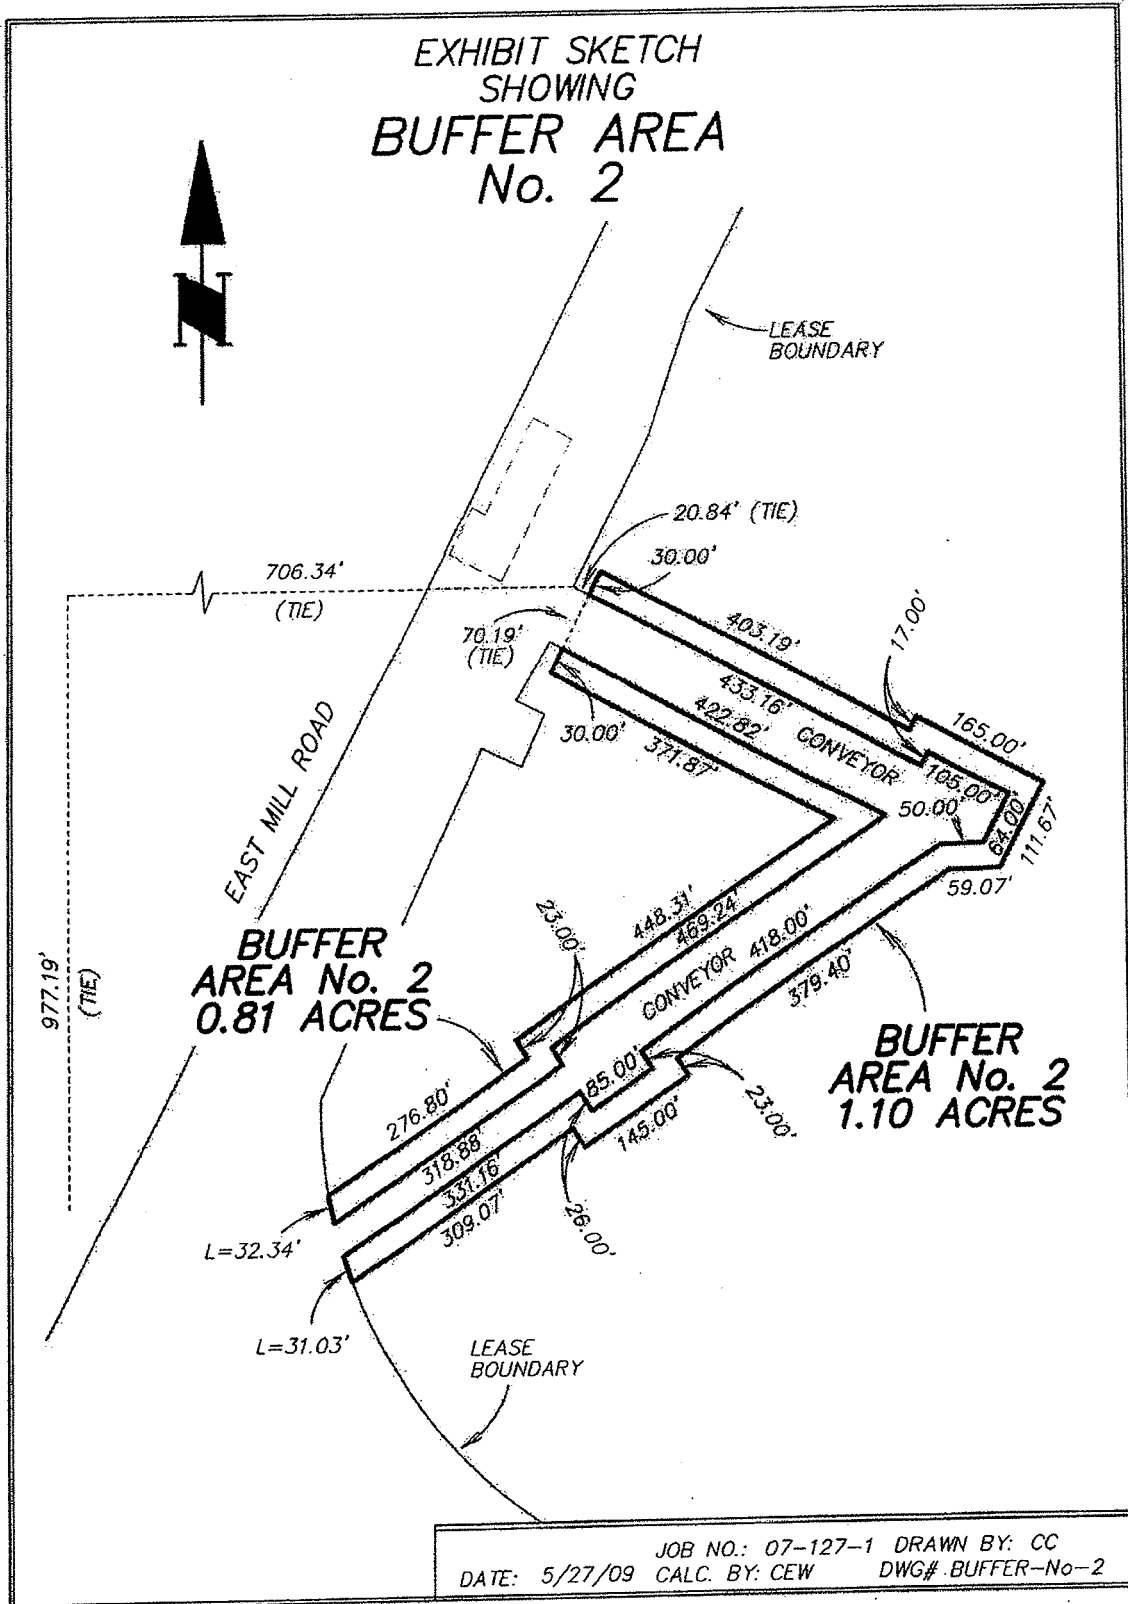 EXHIBIT SKETCH
SHOWING
BUFFER AREA
No. 2
N
LEASE
BOUNDARY
20.84' (TIE)
30.00'
706.34'
(TIE)
70.19'
(TIE)
403.19'
17.00'
433.16'
422.82'
CONVEYOR
165.00'
30.00'
371.87'
105.00'
50.00'
64.00'
111.67'
59.07'
EAST MILL ROAD
977.19'
(TIE)
BUFFER
AREA No. 2
0.81 ACRES
23.00'
448.31'
469.24'
CONVEYOR
418.00'
379.40'
BUFFER
AREA No. 2
1.10 ACRES
276.80'
85.00'
23.00'
145.00'
318.88'
331.16'
309.07'
26.00'
L=32.34'
L=31.03'
LEASE
BOUNDARY
JOB NO.: 07-127-1 DRAWN BY: CC
DATE: 5/27/09 CALC. BY: CEW DWG# BUFFER-No-2